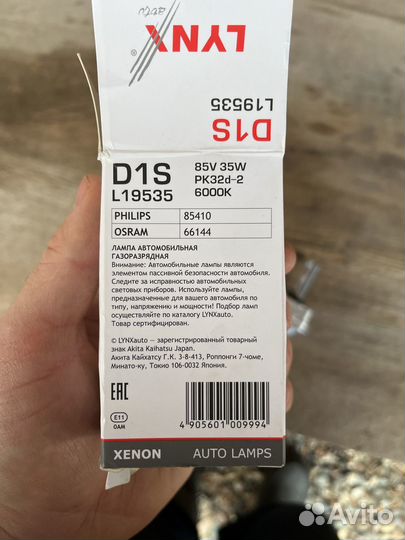 LYNX
auto
D1S
L19535
D1S
L19535
85V 35W
PK32d-2
6000K
PHILIPS 85410
OSRAM 66144
ЛАМПА АВТОМОБИЛЬНАЯ
ГАЗОРАЗРЯДНАЯ
Внимание: Автомобильные лампы являются
элементом пассивной безопасности автомобиля.
Следите за исправностью автомобильных
световых приборов. Используйте лампы,
предназначенные для вашего автомобиля по
типу, напряжению и мощности! Подбор ламп
осуществляйте по каталогу LYNXauto.
Товар сертифицирован.
© LYNXauto — зарегистрированный товарный
знак Akita Kaihatsu Japan.
Акита Кайхатсу Г.К. 3-8-413, Роппонги 7-чоме,
Минато-ку, Токио 106-0032 Япония.
EAC
E11
0AM
4 905601 009994
XENON AUTO LAMPS
Avito